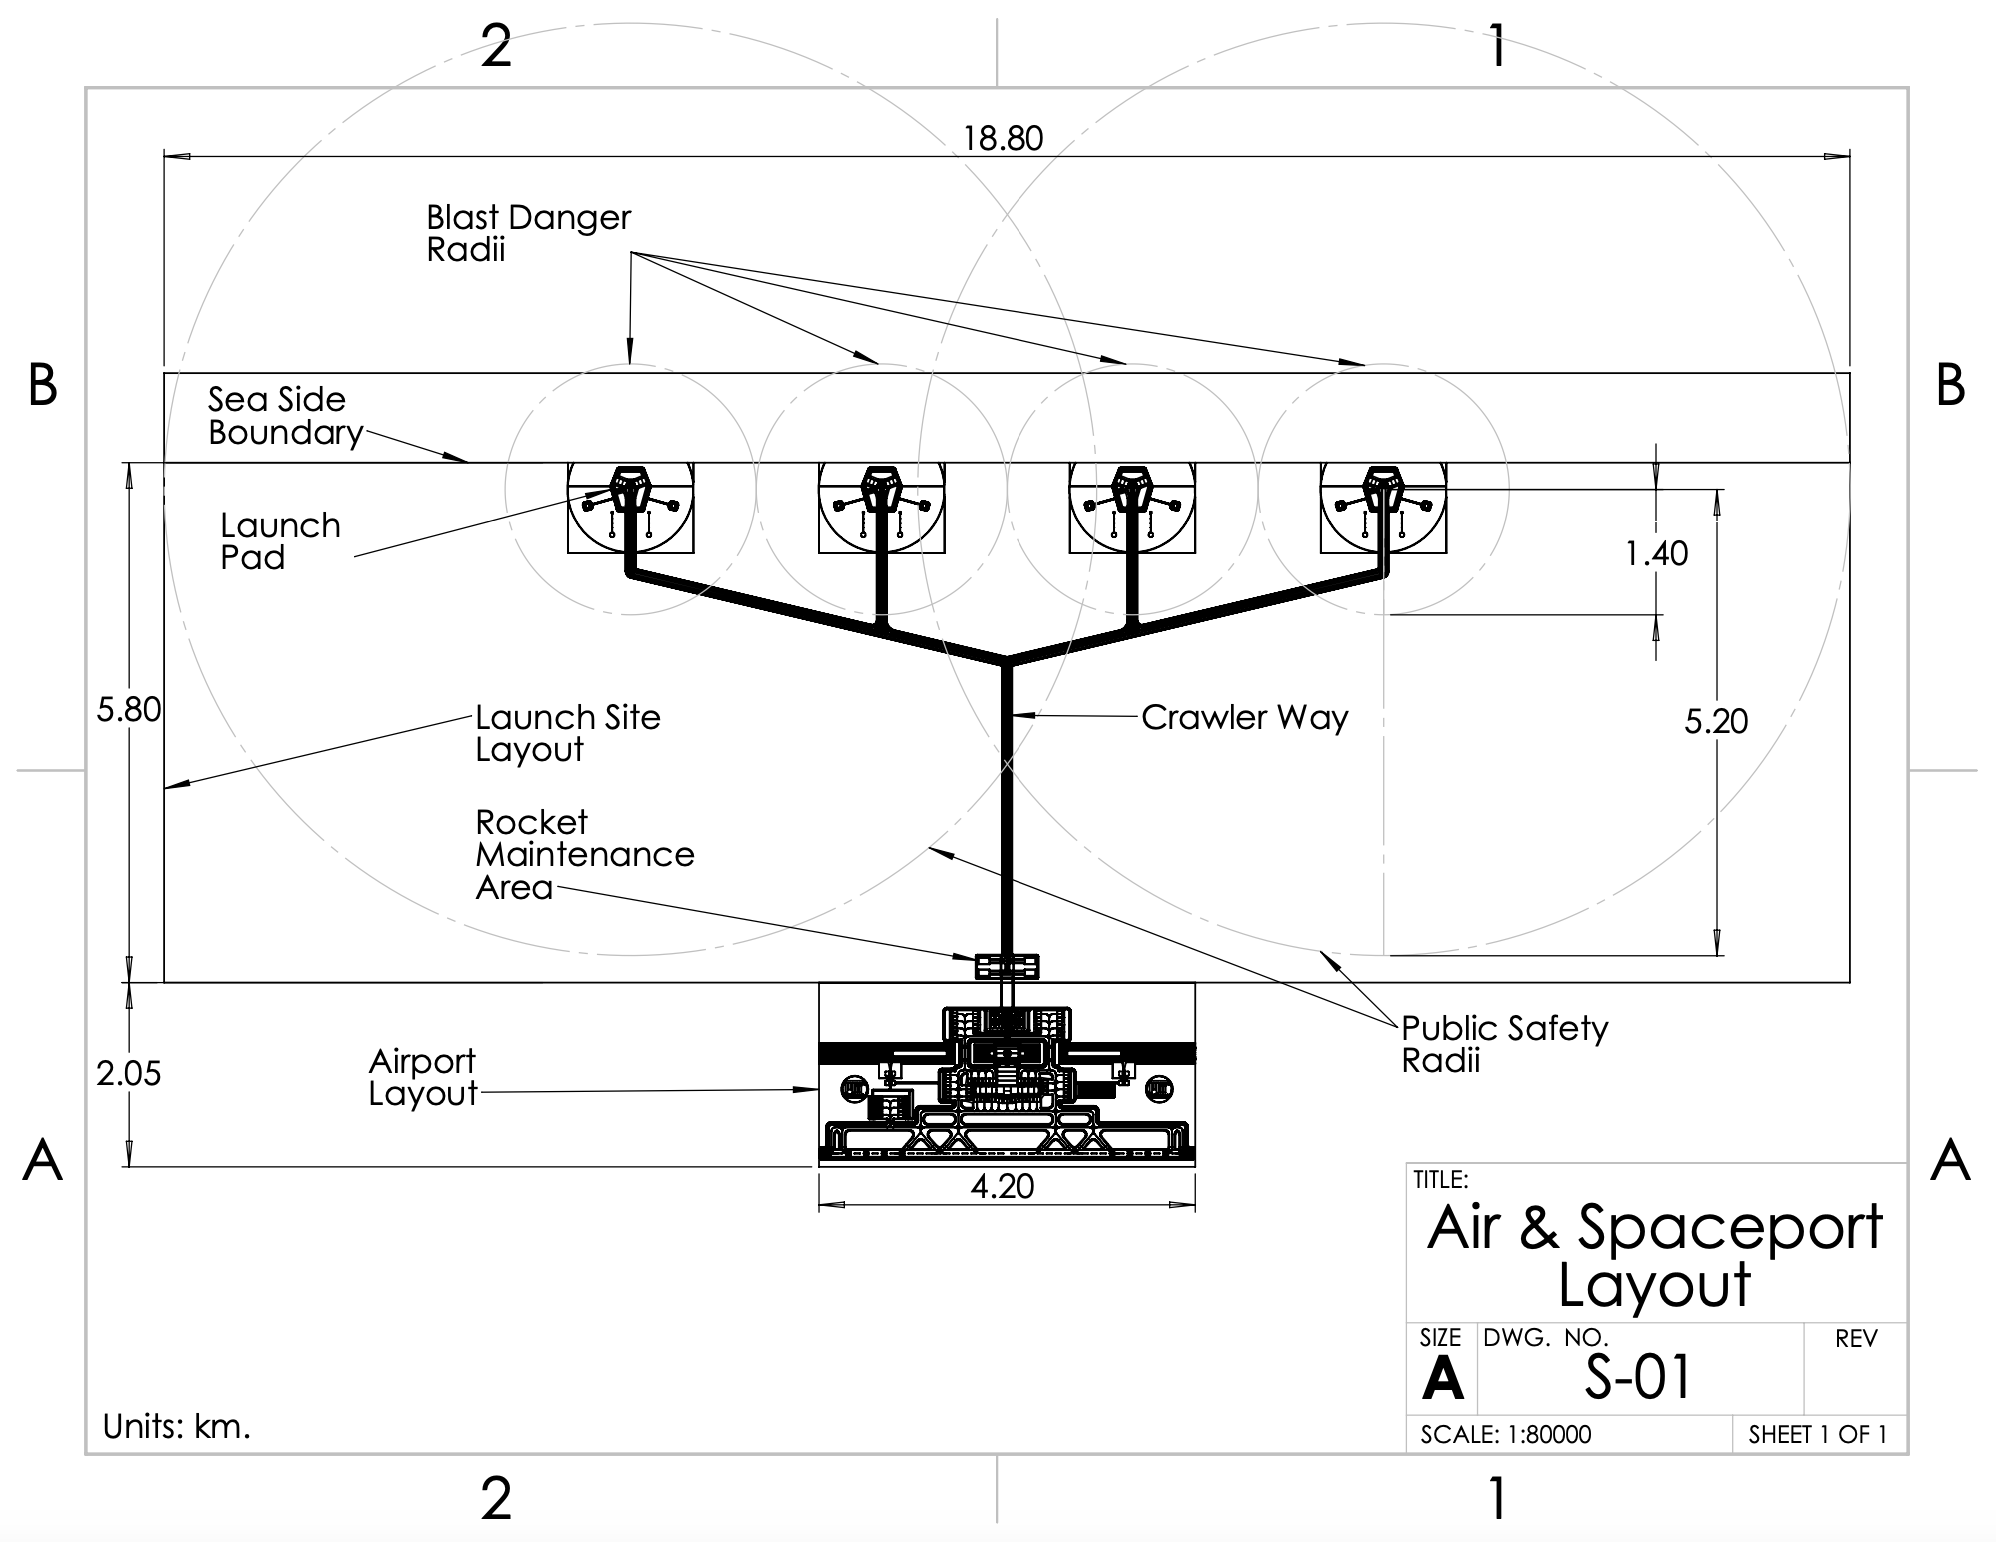 2
1
18.80
Blast Danger
Radii
B
B
Sea Side
Boundary
Launch
Pad
1.40
5.80
Launch Site
Layout
Crawler Way
5.20
Rocket
Maintenance
Area
Public Safety
Radii
Airport
Layout
2.05
A
A
4.20
TITLE:
Air & Spaceport
Layout
SIZE
DWG. NO.
REV
A
S-01
Units: km.
SCALE: 1:80000
SHEET 1 OF 1
2
1